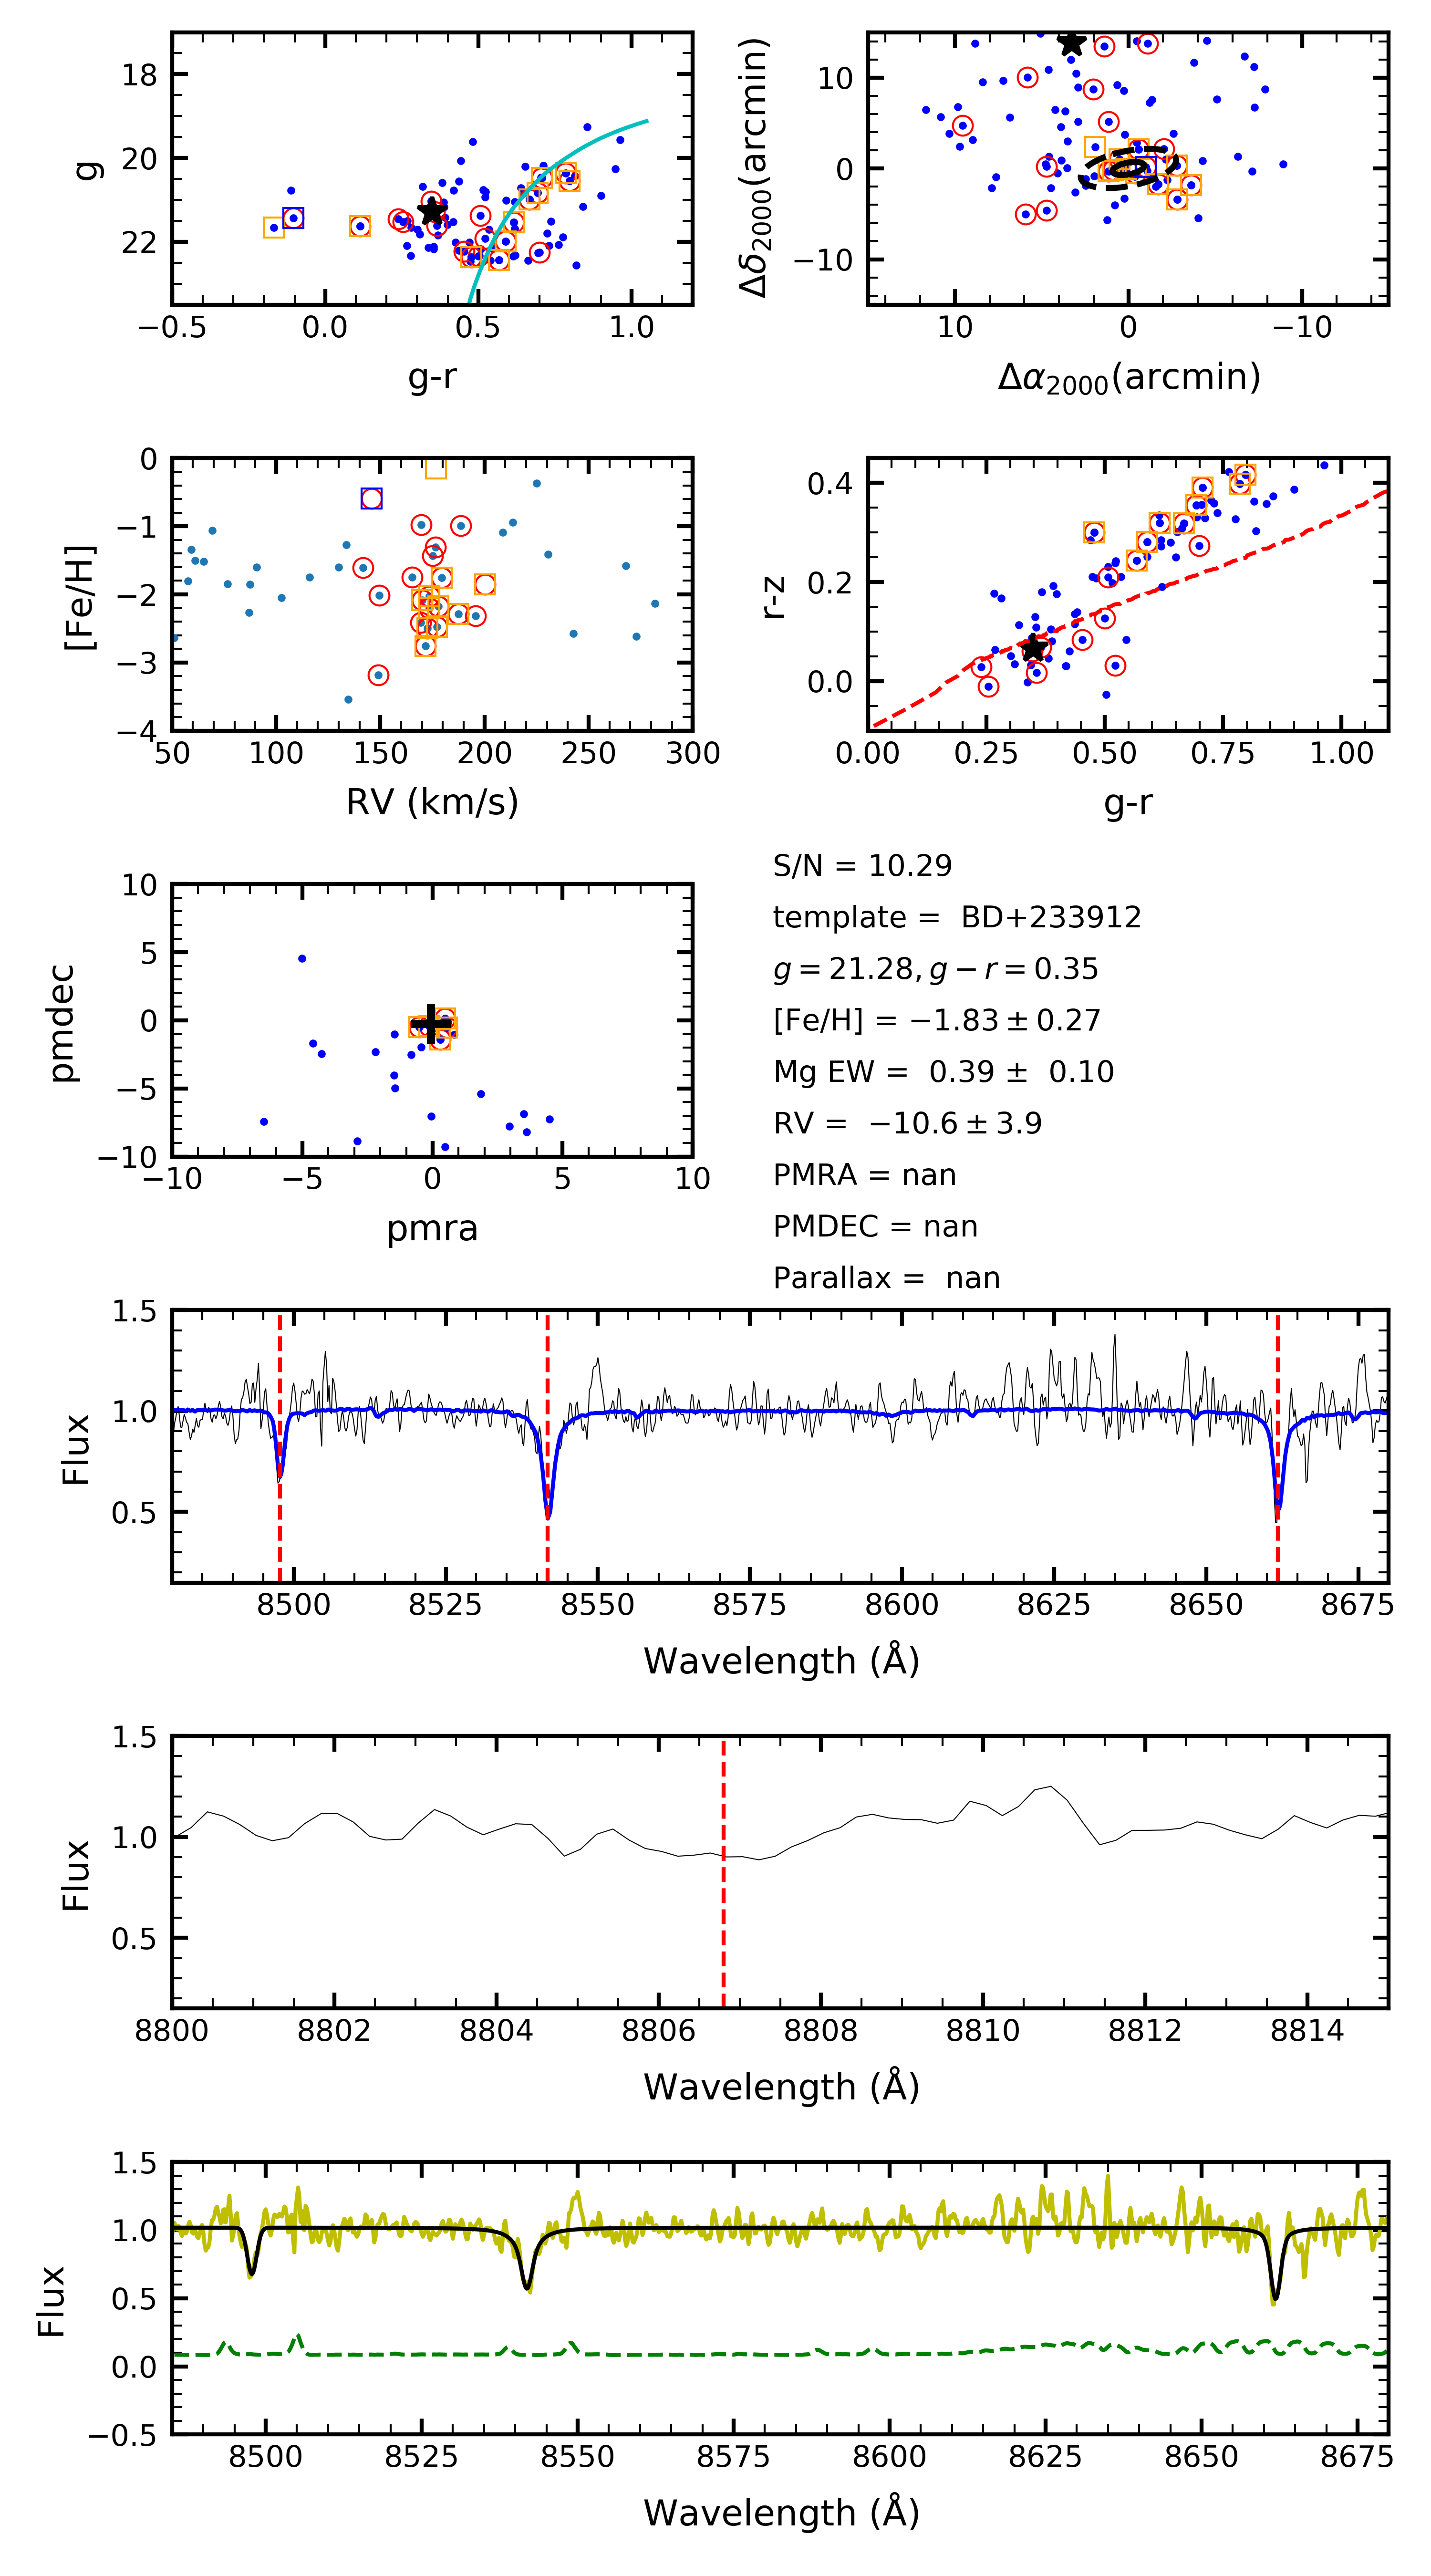 18
20
22
g
−0.5 0.0 0.5 1.0
g-r
10
0
−10
Δδ2000(arcmin)
10 0 −10
Δα2000(arcmin)
0
−1
−2
−3
−4
[Fe/H]
50 100 150 200 250 300
RV (km/s)
0.4
0.2
0.0
r-z
0.00 0.25 0.50 0.75 1.00
g-r
10
5
0
−5
−10
pmdec
−10 −5 0 5 10
pmra
S/N = 10.29
template = BD+233912
g = 21.28, g − r = 0.35
[Fe/H] = −1.83 ± 0.27
Mg EW = 0.39 ± 0.10
RV = −10.6 ± 3.9
PMRA = nan
PMDEC = nan
Parallax = nan
1.5
1.0
0.5
Flux
8500 8525 8550 8575 8600 8625 8650 8675
Wavelength (Å)
1.5
1.0
0.5
Flux
8800 8802 8804 8806 8808 8810 8812 8814
Wavelength (Å)
1.5
1.0
0.5
0.0
−0.5
Flux
8500 8525 8550 8575 8600 8625 8650 8675
Wavelength (Å)